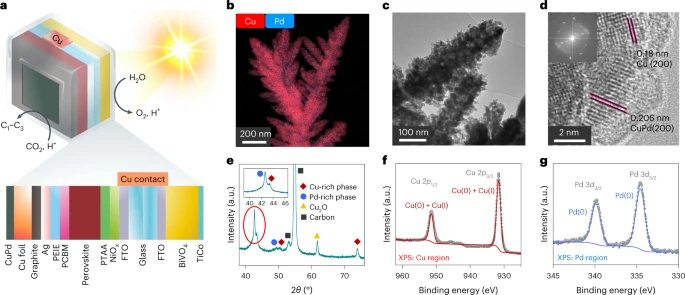 a
Cu
H₂O
O₂, H⁺
C₁–C₃
CO₂, H⁺
Cu contact
CuPd
Cu foil
Graphite
Ag
PEIE
PCBM
Perovskite
PTAA
NiOₓ
FTO
Glass
FTO
BiVO₄
TiCo
b
Cu
Pd
200 nm
c
100 nm
d
0.18 nm
Cu (200)
0.206 nm
CuPd(200)
2 nm
e
Intensity (a.u.)
40 42 44 46
Cu-rich phase
Pd-rich phase
Cu₂O
Carbon
40 50 60 70
2θ (°)
f
Intensity (a.u.)
Cu 2p₁/₂
Cu 2p₃/₂
Cu(0) + Cu(I)
Cu(0) + Cu(I)
XPS: Cu region
960 950 940 930
Binding energy (eV)
g
Intensity (a.u.)
Pd 3d₃/₂
Pd 3d₅/₂
Pd(0)
Pd(0)
XPS: Pd region
345 340 335 330
Binding energy (eV)